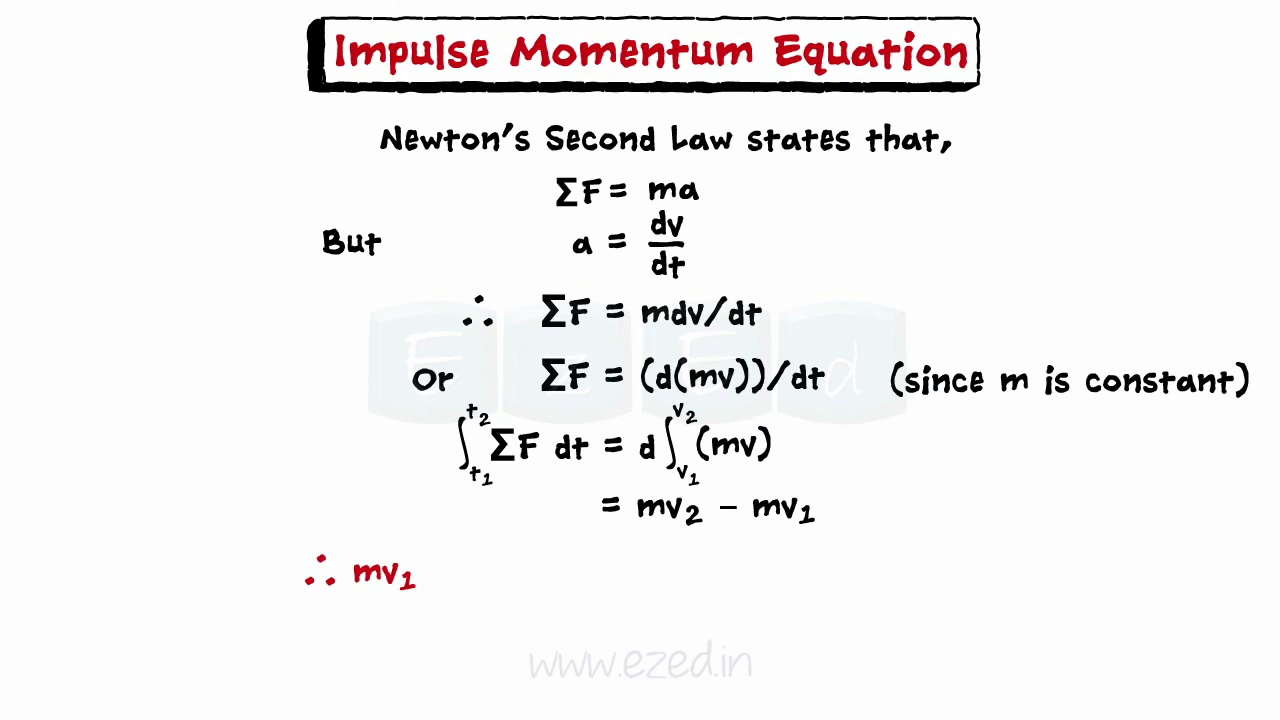 Impulse Momentum Equation
Newton's Second Law states that,
ΣF = ma
But a = dv/dt
∴ ΣF = mdv/dt
Or ΣF = (d(mv))/dt (since m is constant)
∫t1t2 ΣF dt = d∫v1v2 (mv)
= mv2 – mv1
∴ mv1
EZEd
www.ezed.in